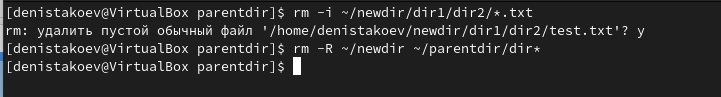 [denistakoev@VirtualBox parentdir]$ rm -i ~/newdir/dir1/dir2/*.txt
rm: удалить пустой обычный файл '/home/denistakoev/newdir/dir1/dir2/test.txt'? y
[denistakoev@VirtualBox parentdir]$ rm -R ~/newdir ~/parentdir/dir*
[denistakoev@VirtualBox parentdir]$